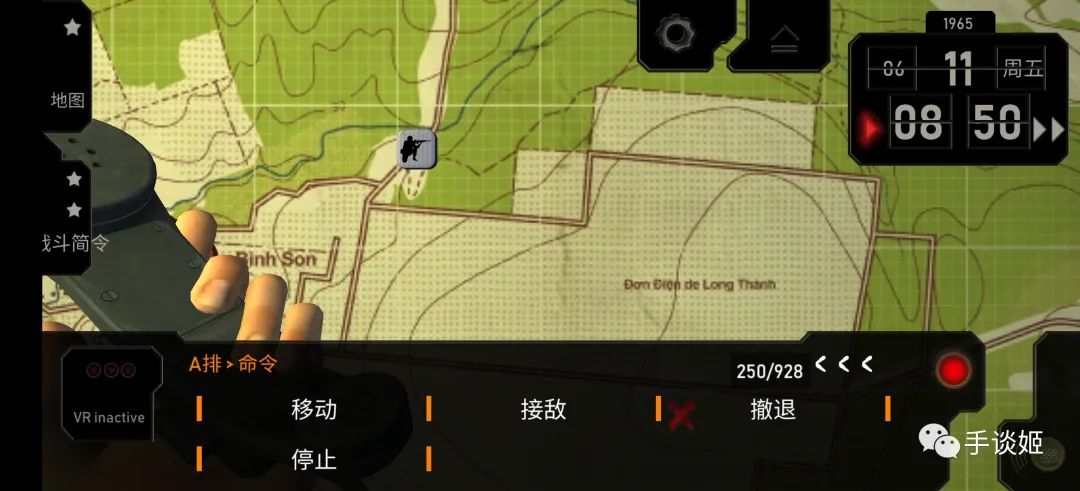 地图
1965
06 11 周五
08 50
战斗简令
Binh Son
Đơn Điện de Long Thành
A排 > 命令
250/928
VR inactive
移动
接敌
撤退
停止
手谈姬